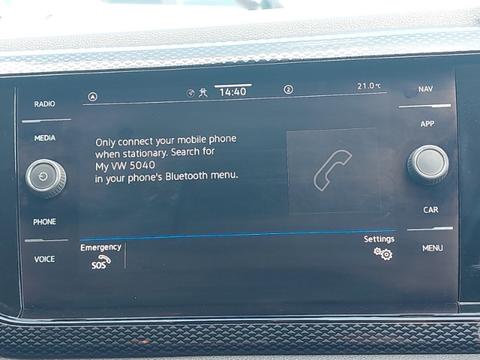 RADIO
MEDIA
PHONE
VOICE
14:40
2
21.0°C
Only connect your mobile phone
when stationary. Search for
My VW 5040
in your phone's Bluetooth menu.
Emergency
SOS
Settings
NAV
APP
CAR
MENU